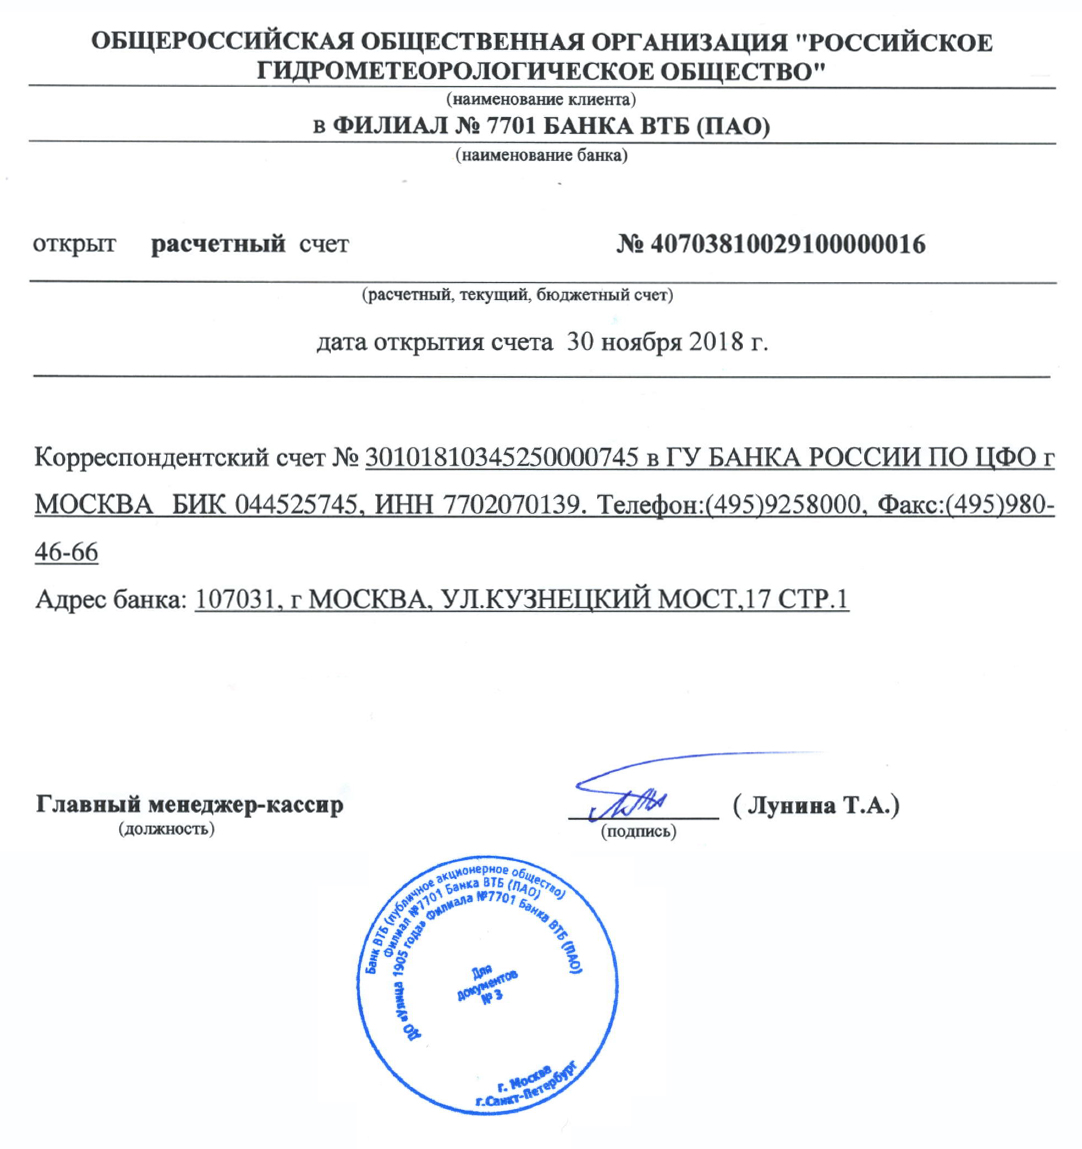 ОБЩЕРОССИЙСКАЯ ОБЩЕСТВЕННАЯ ОРГАНИЗАЦИЯ "РОССИЙСКОЕ
ГИДРОМЕТЕОРОЛОГИЧЕСКОЕ ОБЩЕСТВО"
(наименование клиента)
в ФИЛИАЛ № 7701 БАНКА ВТБ (ПАО)
(наименование банка)
открыт расчетный счет № 40703810029100000016
(расчетный, текущий, бюджетный счет)
дата открытия счета 30 ноября 2018 г.
Корреспондентский счет № 30101810345250000745 в ГУ БАНКА РОССИИ ПО ЦФО г
МОСКВА БИК 044525745, ИНН 7702070139. Телефон:(495)9258000, Факс:(495)980-
46-66
Адрес банка: 107031, г МОСКВА, УЛ.КУЗНЕЦКИЙ МОСТ,17 СТР.1
Главный менеджер-кассир ( Лунина Т.А.)
(должность) (подпись)
Банк ВТБ (публичное акционерное общество)
Филиал №7701 Банка ВТБ (ПАО)
ДО «Улица 1905 года» Филиала №7701 Банка ВТБ (ПАО)
Для
документов
№ 3
г. Москва
г.Санкт-Петербург